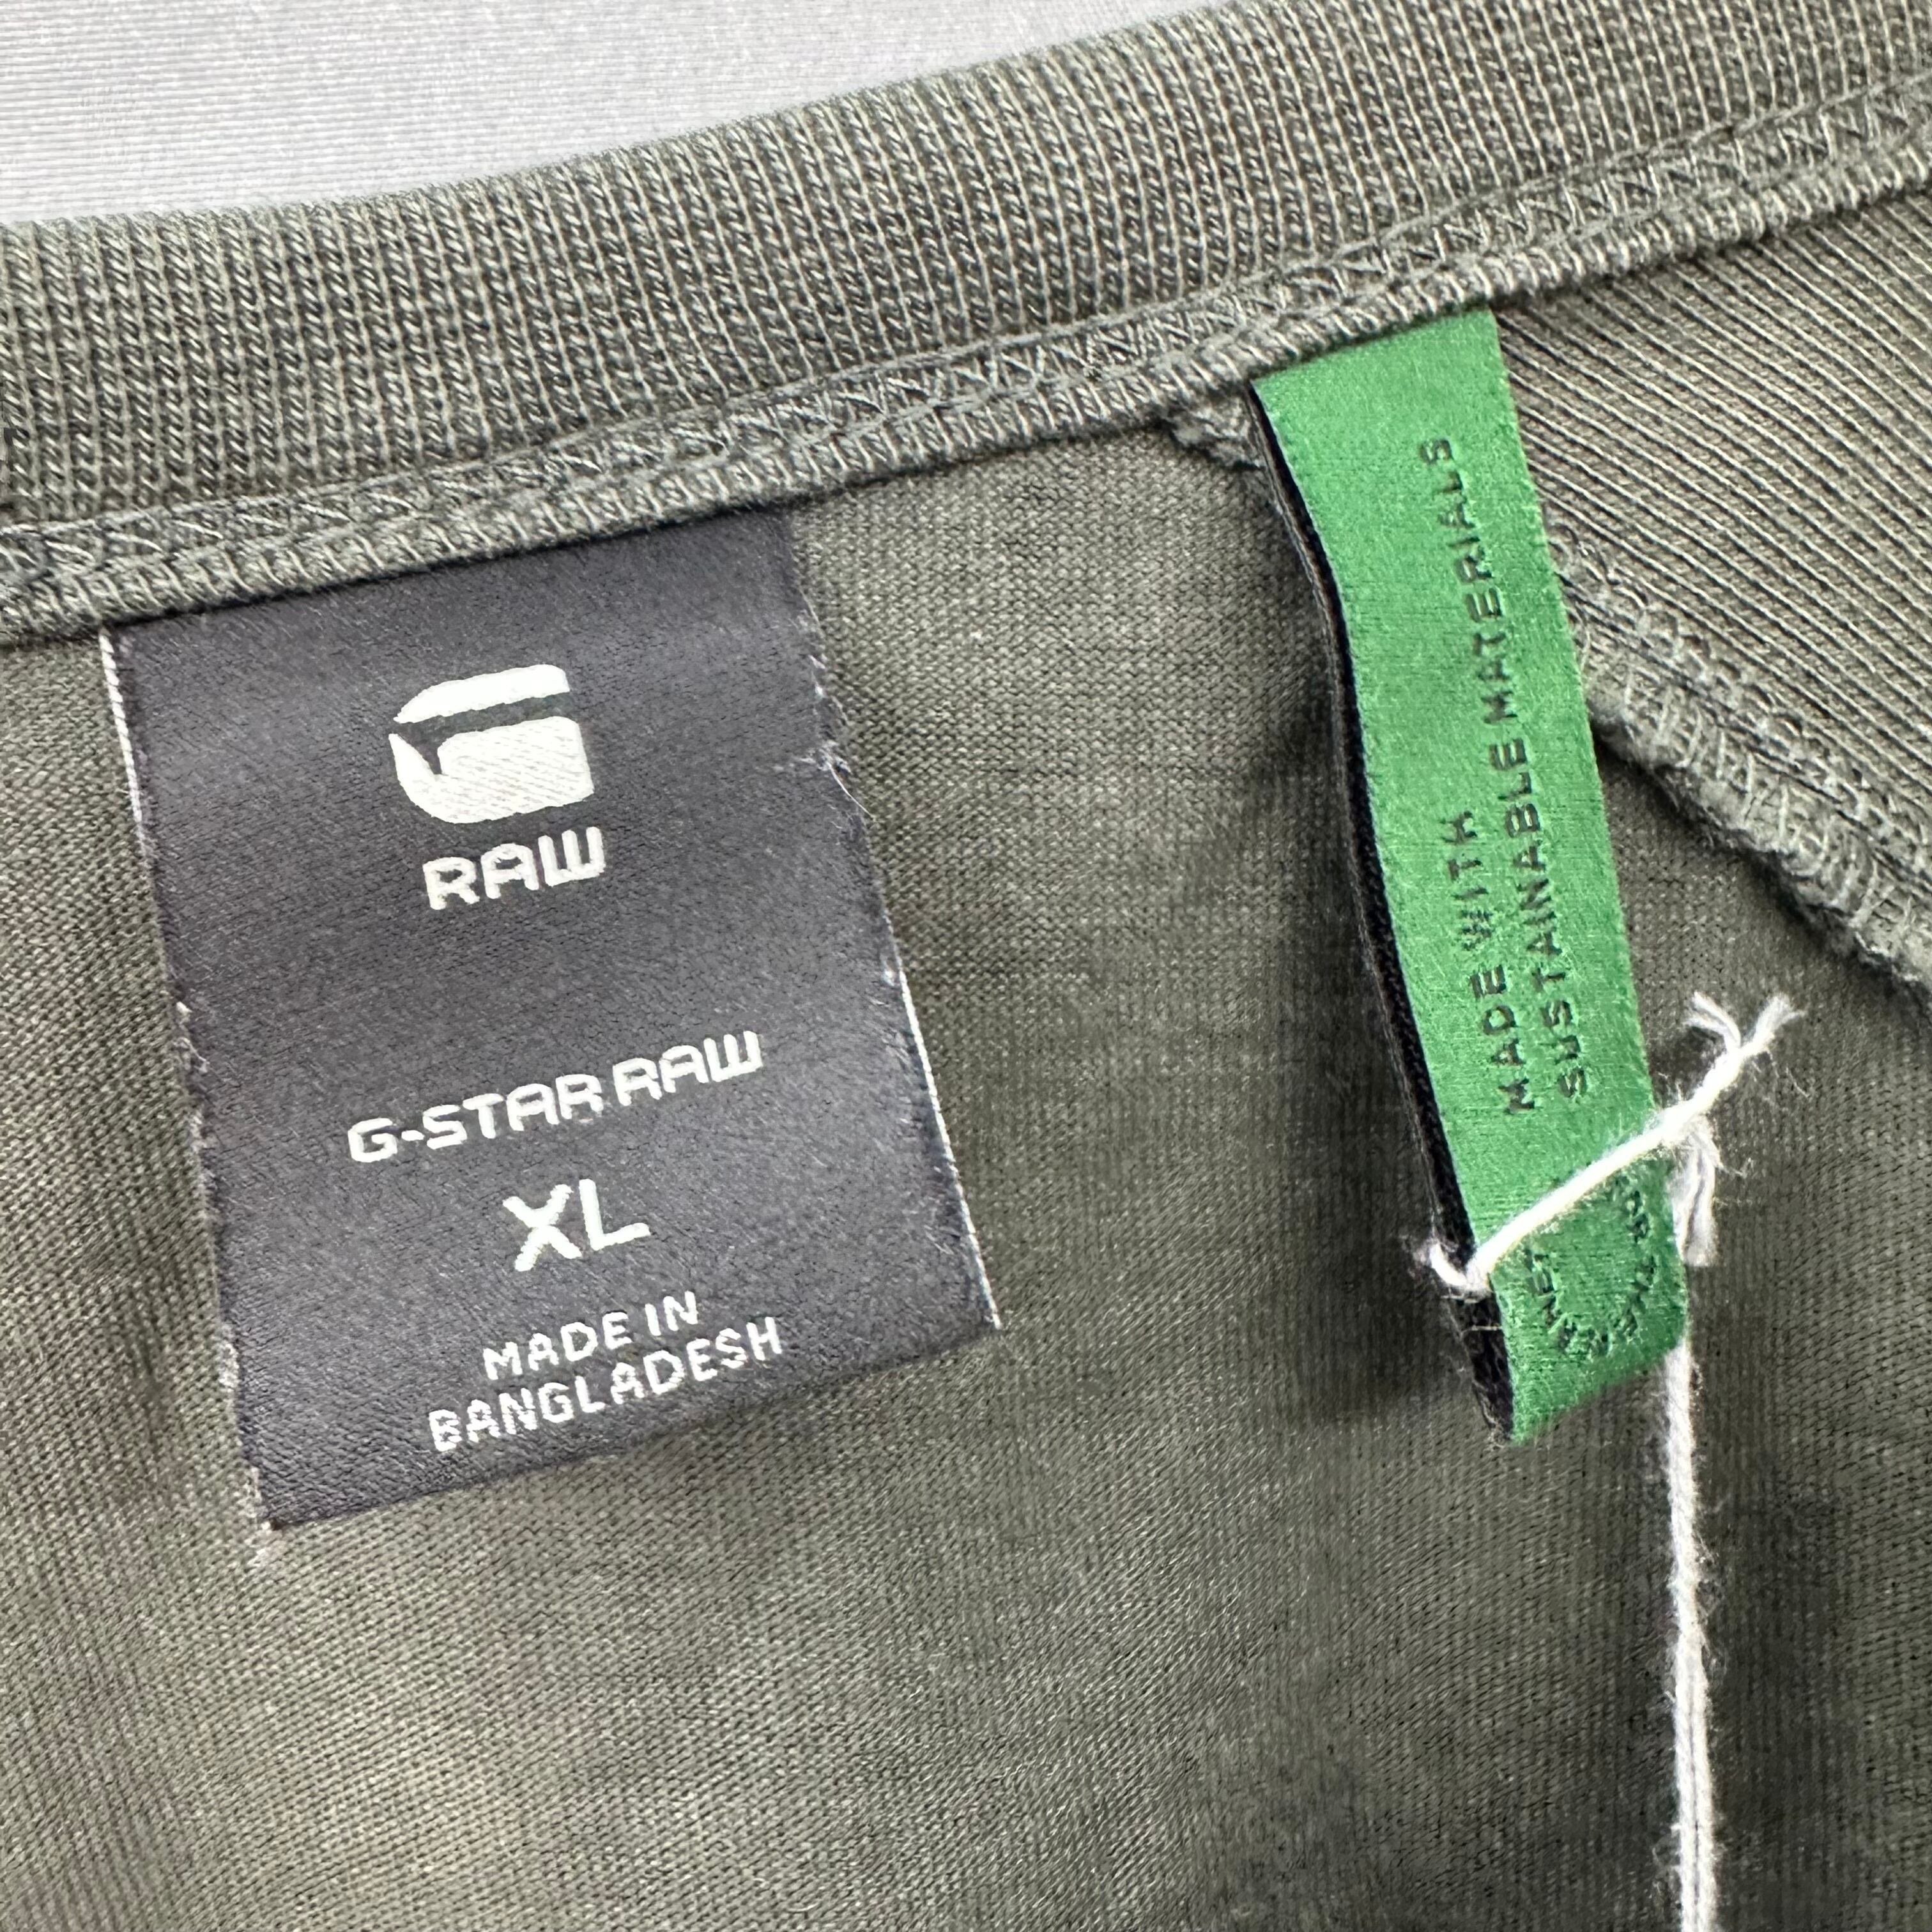 RAW
G-STAR RAW
XL
MADE IN
BANGLADESH
MADE WITH
SUSTAINABLE MATERIALS